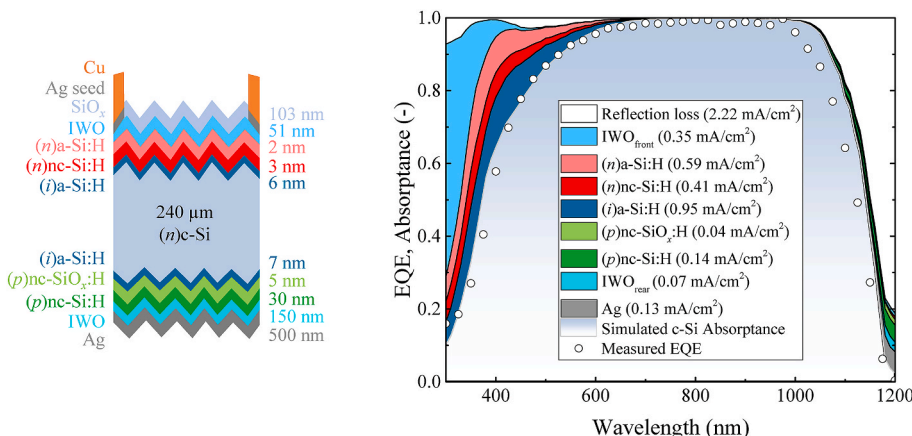 Cu
Ag seed
SiOₓ 103 nm
IWO 51 nm
(n)a-Si:H 2 nm
(n)nc-Si:H 3 nm
(i)a-Si:H 6 nm
240 µm
(n)c-Si
(i)a-Si:H 7 nm
(p)nc-SiOₓ:H 5 nm
(p)nc-Si:H 30 nm
IWO 150 nm
Ag 500 nm
EQE, Absorptance (-)
1.0
0.8
0.6
0.4
0.2
0.0
Reflection loss (2.22 mA/cm²)
IWO_front (0.35 mA/cm²)
(n)a-Si:H (0.59 mA/cm²)
(n)nc-Si:H (0.41 mA/cm²)
(i)a-Si:H (0.95 mA/cm²)
(p)nc-SiOₓ:H (0.04 mA/cm²)
(p)nc-Si:H (0.14 mA/cm²)
IWO_rear (0.07 mA/cm²)
Ag (0.13 mA/cm²)
Simulated c-Si Absorptance
Measured EQE
400 600 800 1000 1200
Wavelength (nm)